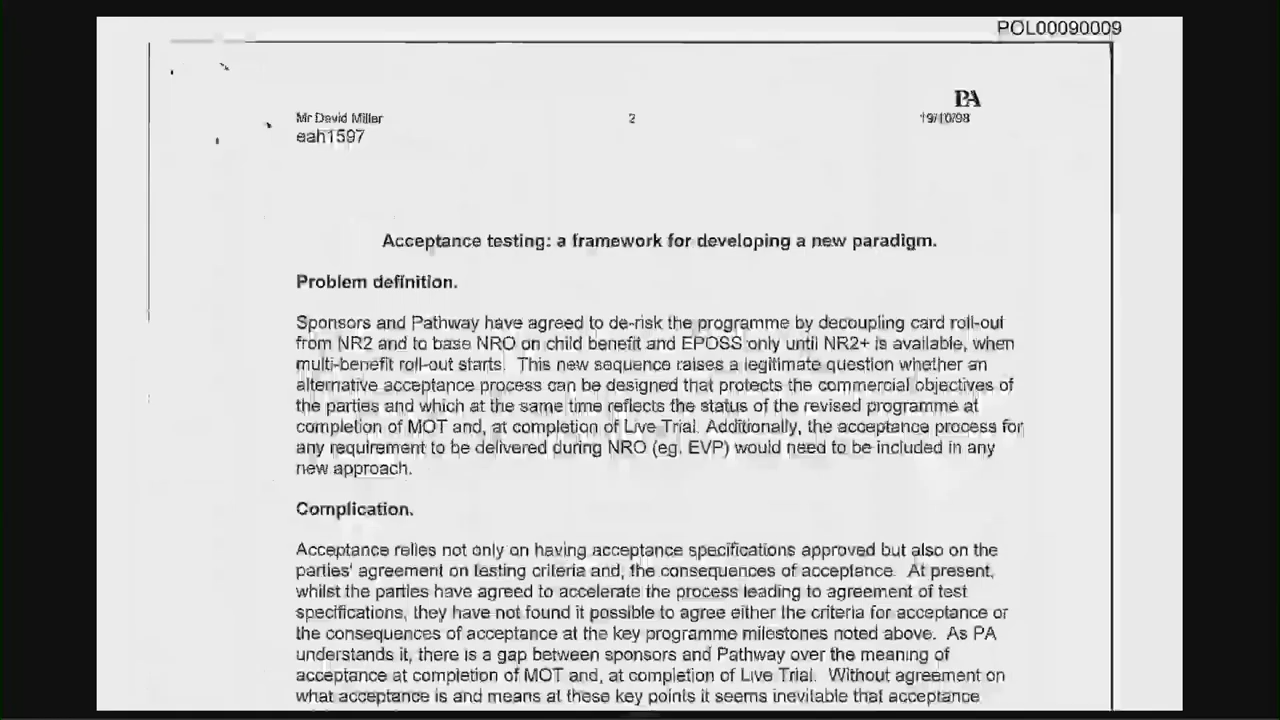 POL00090009
PA
Mr David Miller 2 19/10/98
eah1597
Acceptance testing: a framework for developing a new paradigm.
Problem definition.
Sponsors and Pathway have agreed to de-risk the programme by decoupling card roll-out
from NR2 and to base NRO on child benefit and EPOSS only until NR2+ is available, when
multi-benefit roll-out starts. This new sequence raises a legitimate question whether an
alternative acceptance process can be designed that protects the commercial objectives of
the parties and which at the same time reflects the status of the revised programme at
completion of MOT and, at completion of Live Trial. Additionally, the acceptance process for
any requirement to be delivered during NRO (eg. EVP) would need to be included in any
new approach.
Complication.
Acceptance relies not only on having acceptance specifications approved but also on the
parties' agreement on testing criteria and, the consequences of acceptance. At present,
whilst the parties have agreed to accelerate the process leading to agreement of test
specifications, they have not found it possible to agree either the criteria for acceptance or
the consequences of acceptance at the key programme milestones noted above. As PA
understands it, there is a gap between sponsors and Pathway over the meaning of
acceptance at completion of MOT and, at completion of Live Trial. Without agreement on
what acceptance is and means at these key points it seems inevitable that acceptance